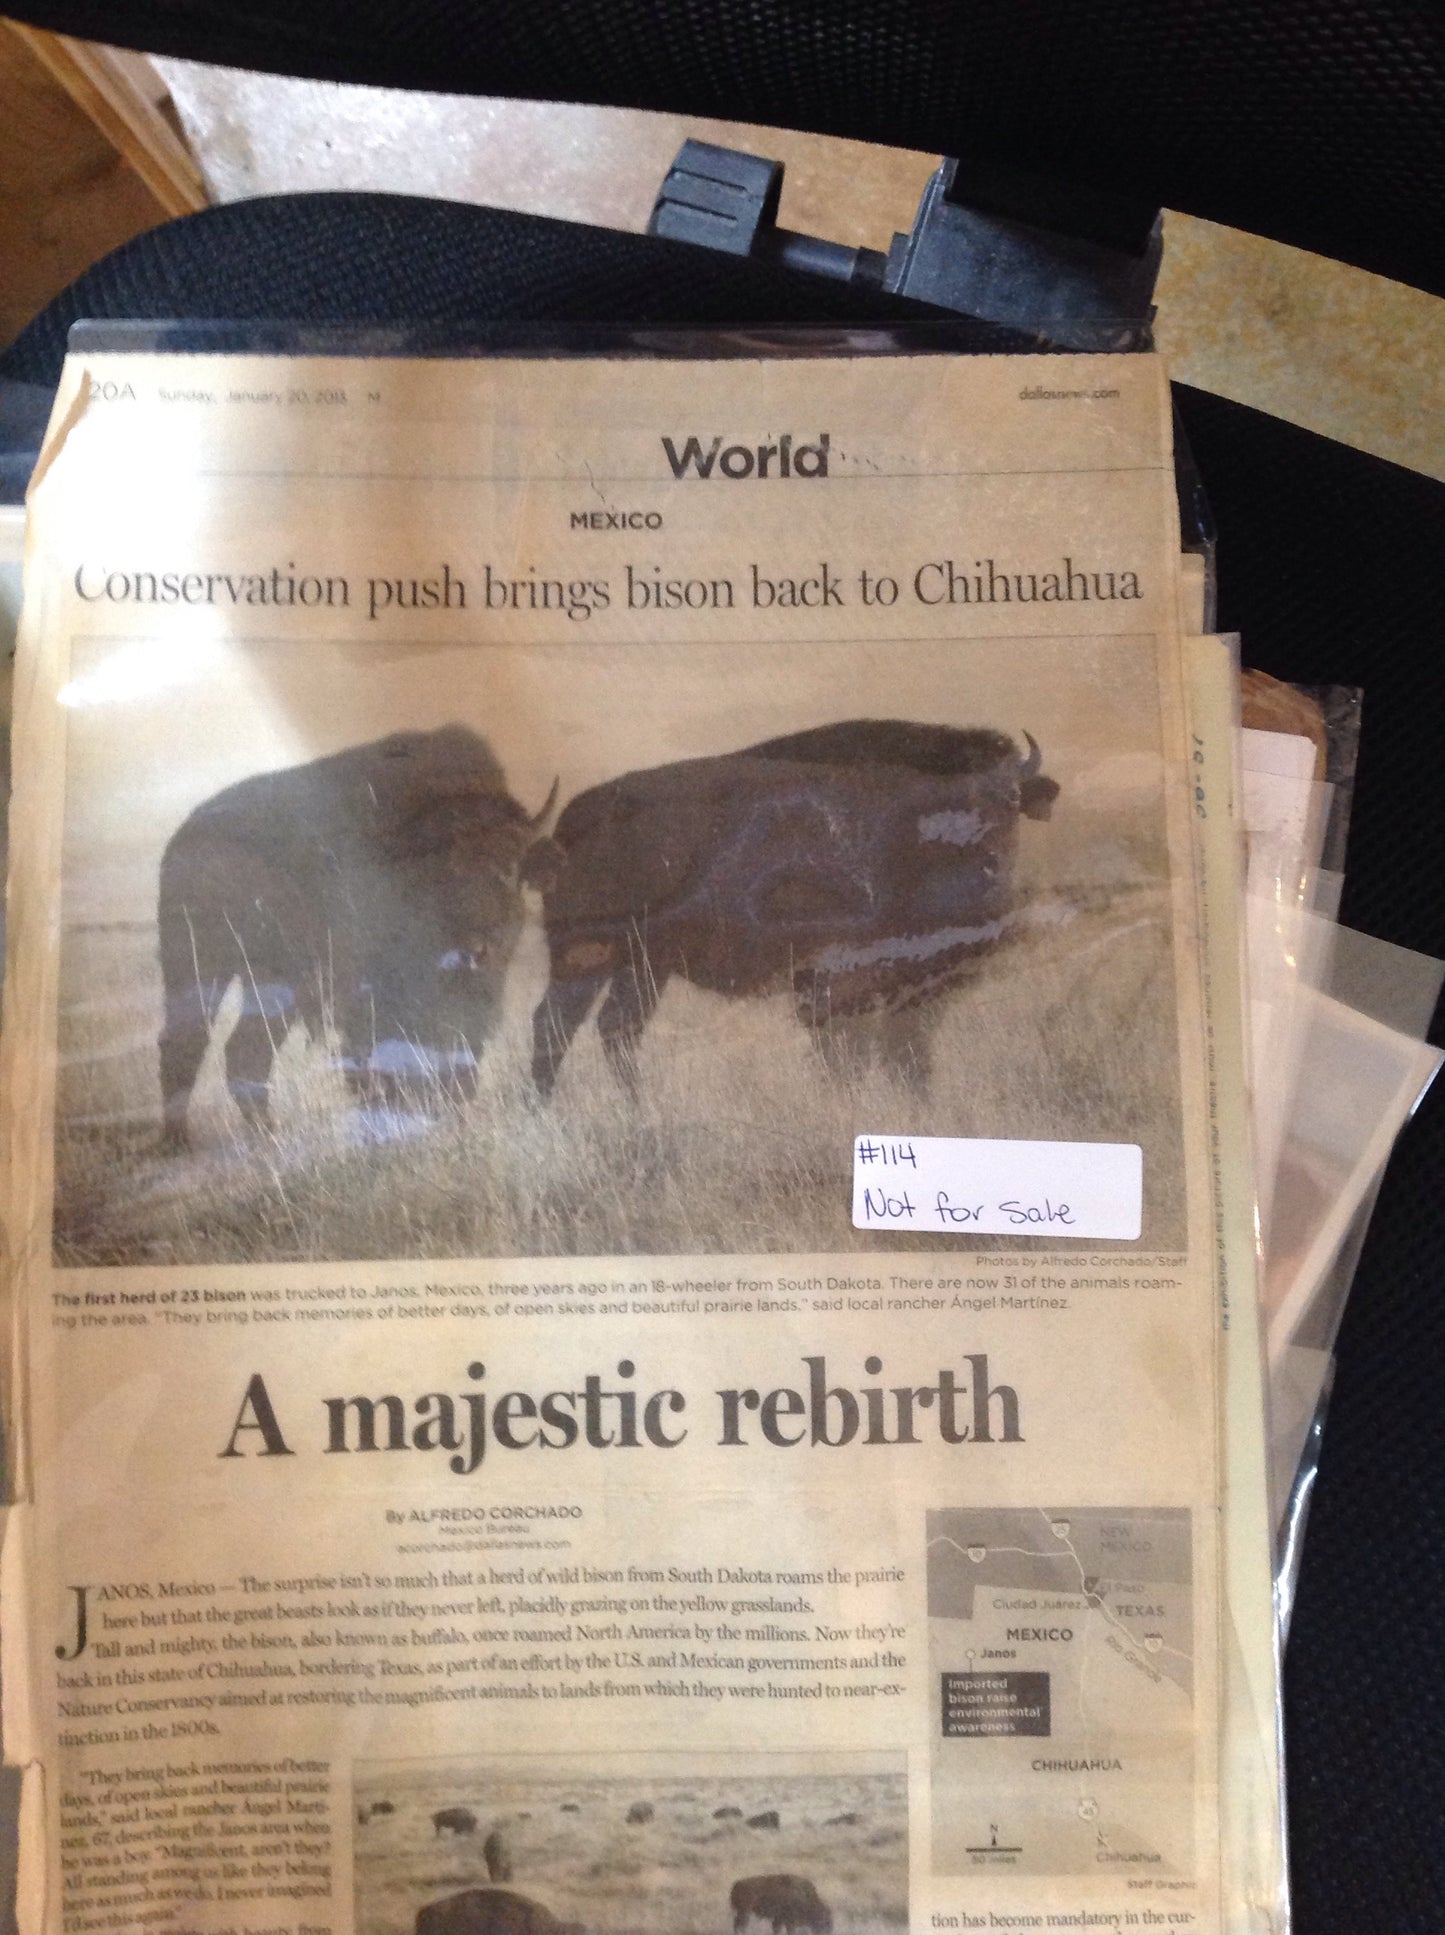 20A Sunday, January 20, 2013 M dallasnews.com
World
MEXICO
Conservation push brings bison back to Chihuahua
#114
Not for Sale
Photos by Alfredo Corchado/Staff
The first herd of 23 bison was trucked to Janos, Mexico, three years ago in an 18-wheeler from South Dakota. There are now 31 of the animals roam-
ing the area. "They bring back memories of better days, of open skies and beautiful prairie lands," said local rancher Ángel Martínez.
A majestic rebirth
By ALFREDO CORCHADO
Mexico Bureau
acorchado@dallasnews.com
JANOS, Mexico — The surprise isn't so much that a herd of wild bison from South Dakota roams the prairie
here but that the great beasts look as if they never left, placidly grazing on the yellow grasslands.
Tall and mighty, the bison, also known as buffalo, once roamed North America by the millions. Now they're
back in this state of Chihuahua, bordering Texas, as part of an effort by the U.S. and Mexican governments and the
Nature Conservancy aimed at restoring the magnificent animals to lands from which they were hunted to near-ex-
tinction in the 1800s.
"They bring back memories of better
days, of open skies and beautiful prairie
lands," said local rancher Ángel Martí-
nez, 67, describing the Janos area when
he was a boy. "Magnificent, aren't they?
All standing among us like they belong
here as much as we do. I never imagined
I'd see this again."
NEW
MEXICO
El Paso
Ciudad Juárez
TEXAS
MEXICO
Rio Grande
Janos
Imported
bison raise
environmental
awareness
CHIHUAHUA
45
N
50 miles
Chihuahua
Staff Graphic
tion has become mandatory in the cur-